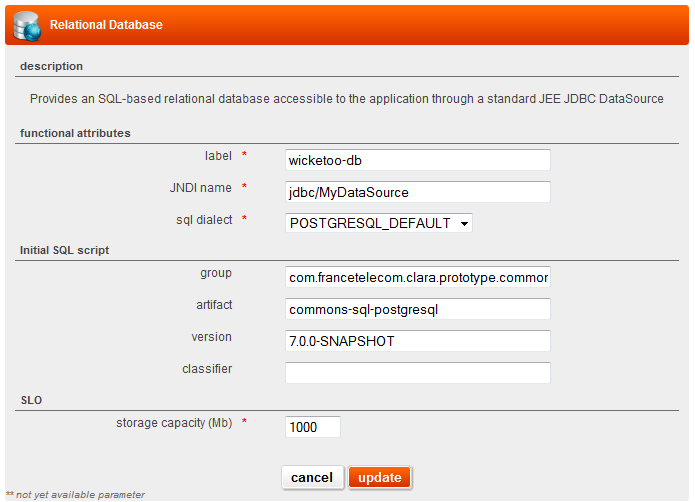 Relational Database
description
Provides an SQL-based relational database accessible to the application through a standard JEE JDBC DataSource
functional attributes
label * wicketoo-db
JNDI name * jdbc/MyDataSource
sql dialect * POSTGRESQL_DEFAULT
Initial SQL script
group com.francetelecom.clara.prototype.common
artifact commons-sql-postgresql
version 7.0.0-SNAPSHOT
classifier
SLO
storage capacity (Mb) * 1000
cancel update
** not yet available parameter